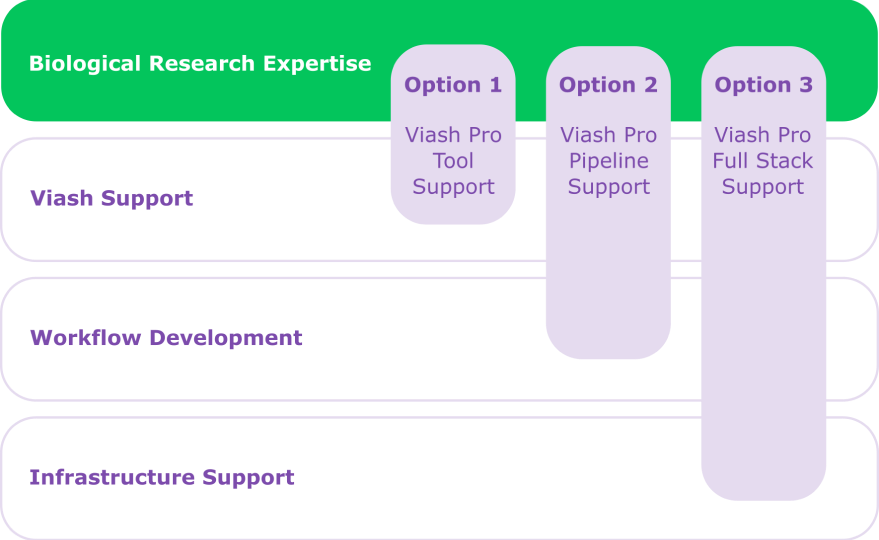 Biological Research Expertise
Option 1
Viash Pro
Tool
Support
Option 2
Viash Pro
Pipeline
Support
Option 3
Viash Pro
Full Stack
Support
Viash Support
Workflow Development
Infrastructure Support